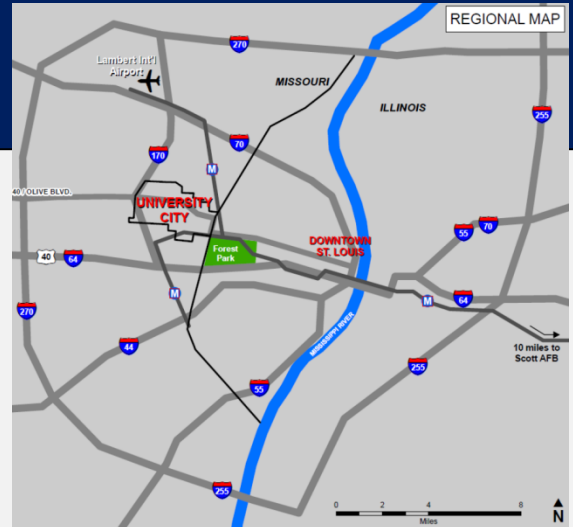 REGIONAL MAP
270
Lambert Int'l
Airport
MISSOURI
ILLINOIS
255
70
170
M
40 / OLIVE BLVD.
UNIVERSITY
CITY
55
70
Forest
Park
DOWNTOWN
ST. LOUIS
40
64
M
M
64
270
MISSISSIPPI RIVER
44
10 miles to
Scott AFB
255
55
255
0 2 4 8
Miles
N